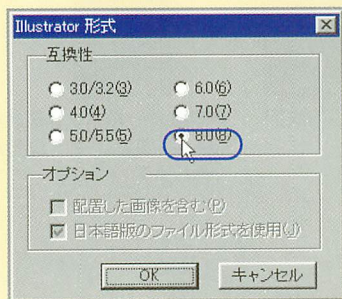 Illustrator 形式
互換性
3.0/3.2(3) 6.0(6)
4.0(4) 7.0(7)
5.0/5.5(5) 8.0(8)
オプション
配置した画像を含む(P)
日本語版のファイル形式を使用(J)
OK キャンセル